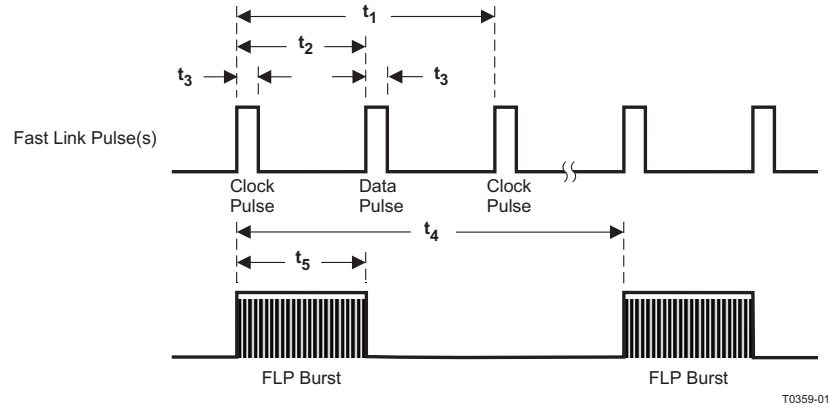 t1
t2
t3
t3
Fast Link Pulse(s)
Clock
Pulse
Data
Pulse
Clock
Pulse
t4
t5
FLP Burst
FLP Burst
T0359-01